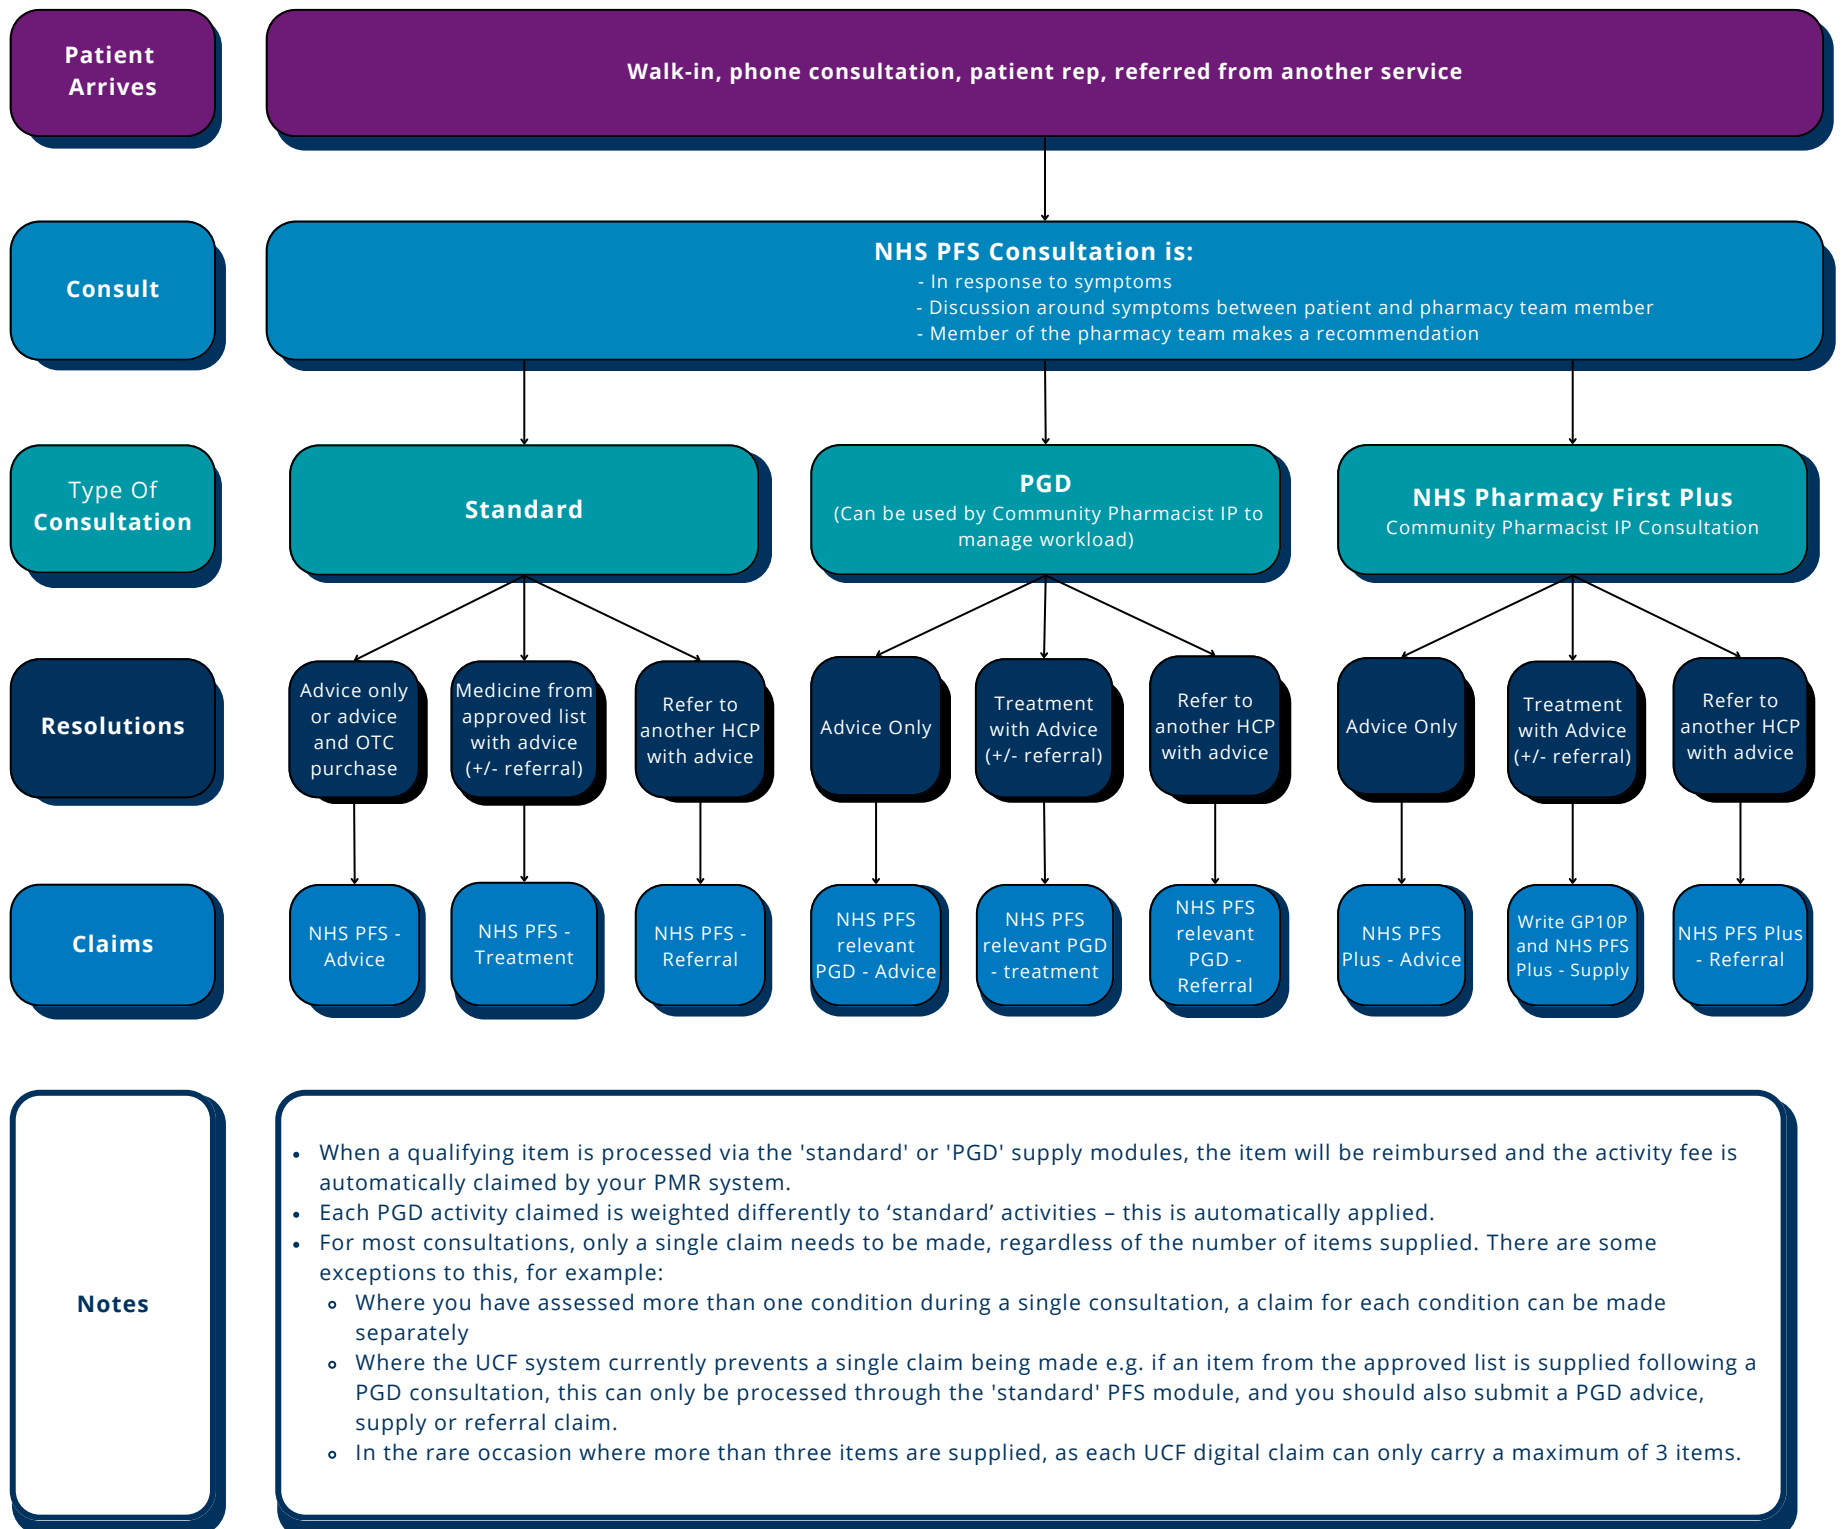 Patient
Arrives
Walk-in, phone consultation, patient rep, referred from another service
Consult
NHS PFS Consultation is:
- In response to symptoms
- Discussion around symptoms between patient and pharmacy team member
- Member of the pharmacy team makes a recommendation
Type Of
Consultation
Standard
PGD
(Can be used by Community Pharmacist IP to
manage workload)
NHS Pharmacy First Plus
Community Pharmacist IP Consultation
Resolutions
Advice only
or advice
and OTC
purchase
Medicine from
approved list
with advice
(+/- referral)
Refer to
another HCP
with advice
Advice Only
Treatment
with Advice
(+/- referral)
Refer to
another HCP
with advice
Advice Only
Treatment
with Advice
(+/- referral)
Refer to
another HCP
with advice
Claims
NHS PFS -
Advice
NHS PFS -
Treatment
NHS PFS -
Referral
NHS PFS
relevant
PGD - Advice
NHS PFS
relevant PGD
- treatment
NHS PFS
relevant
PGD -
Referral
NHS PFS
Plus - Advice
Write GP10P
and NHS PFS
Plus - Supply
NHS PFS Plus
- Referral
Notes
• When a qualifying item is processed via the 'standard' or 'PGD' supply modules, the item will be reimbursed and the activity fee is
automatically claimed by your PMR system.
• Each PGD activity claimed is weighted differently to ‘standard’ activities – this is automatically applied.
• For most consultations, only a single claim needs to be made, regardless of the number of items supplied. There are some
exceptions to this, for example:
◦ Where you have assessed more than one condition during a single consultation, a claim for each condition can be made
separately
◦ Where the UCF system currently prevents a single claim being made e.g. if an item from the approved list is supplied following a
PGD consultation, this can only be processed through the 'standard' PFS module, and you should also submit a PGD advice,
supply or referral claim.
◦ In the rare occasion where more than three items are supplied, as each UCF digital claim can only carry a maximum of 3 items.